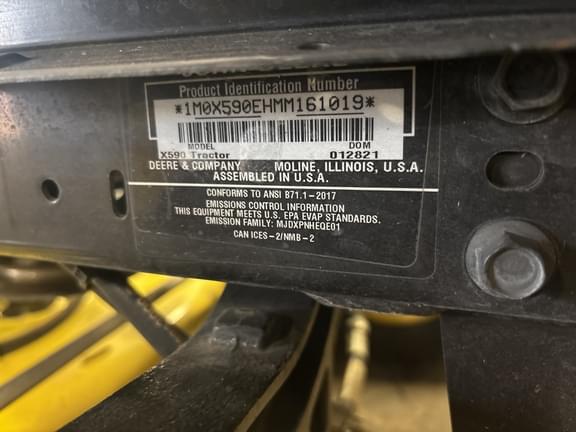 JOHN DEERE
Product Identification Number
*1M0X590EHMM161019*
MODEL DOM
X590 Tractor 012821
DEERE & COMPANY MOLINE, ILLINOIS, U.S.A.
ASSEMBLED IN U.S.A.
CONFORMS TO ANSI B71.1-2017
EMISSIONS CONTROL INFORMATION
THIS EQUIPMENT MEETS U.S. EPA EVAP STANDARDS.
EMISSION FAMILY: MJDXPNHEQE01
CAN ICES-2/NMB-2